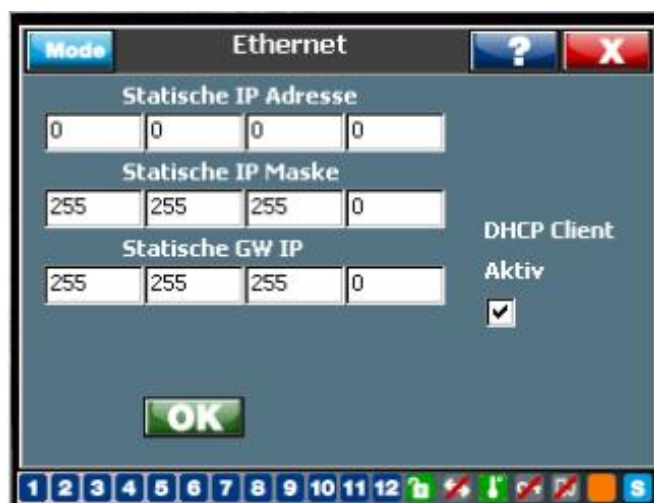 Mode Ethernet ? X
Statische IP Adresse
0 0 0 0
Statische IP Maske
255 255 255 0
Statische GW IP
255 255 255 0
DHCP Client
Aktiv
OK
1 2 3 4 5 6 7 8 9 10 11 12 S